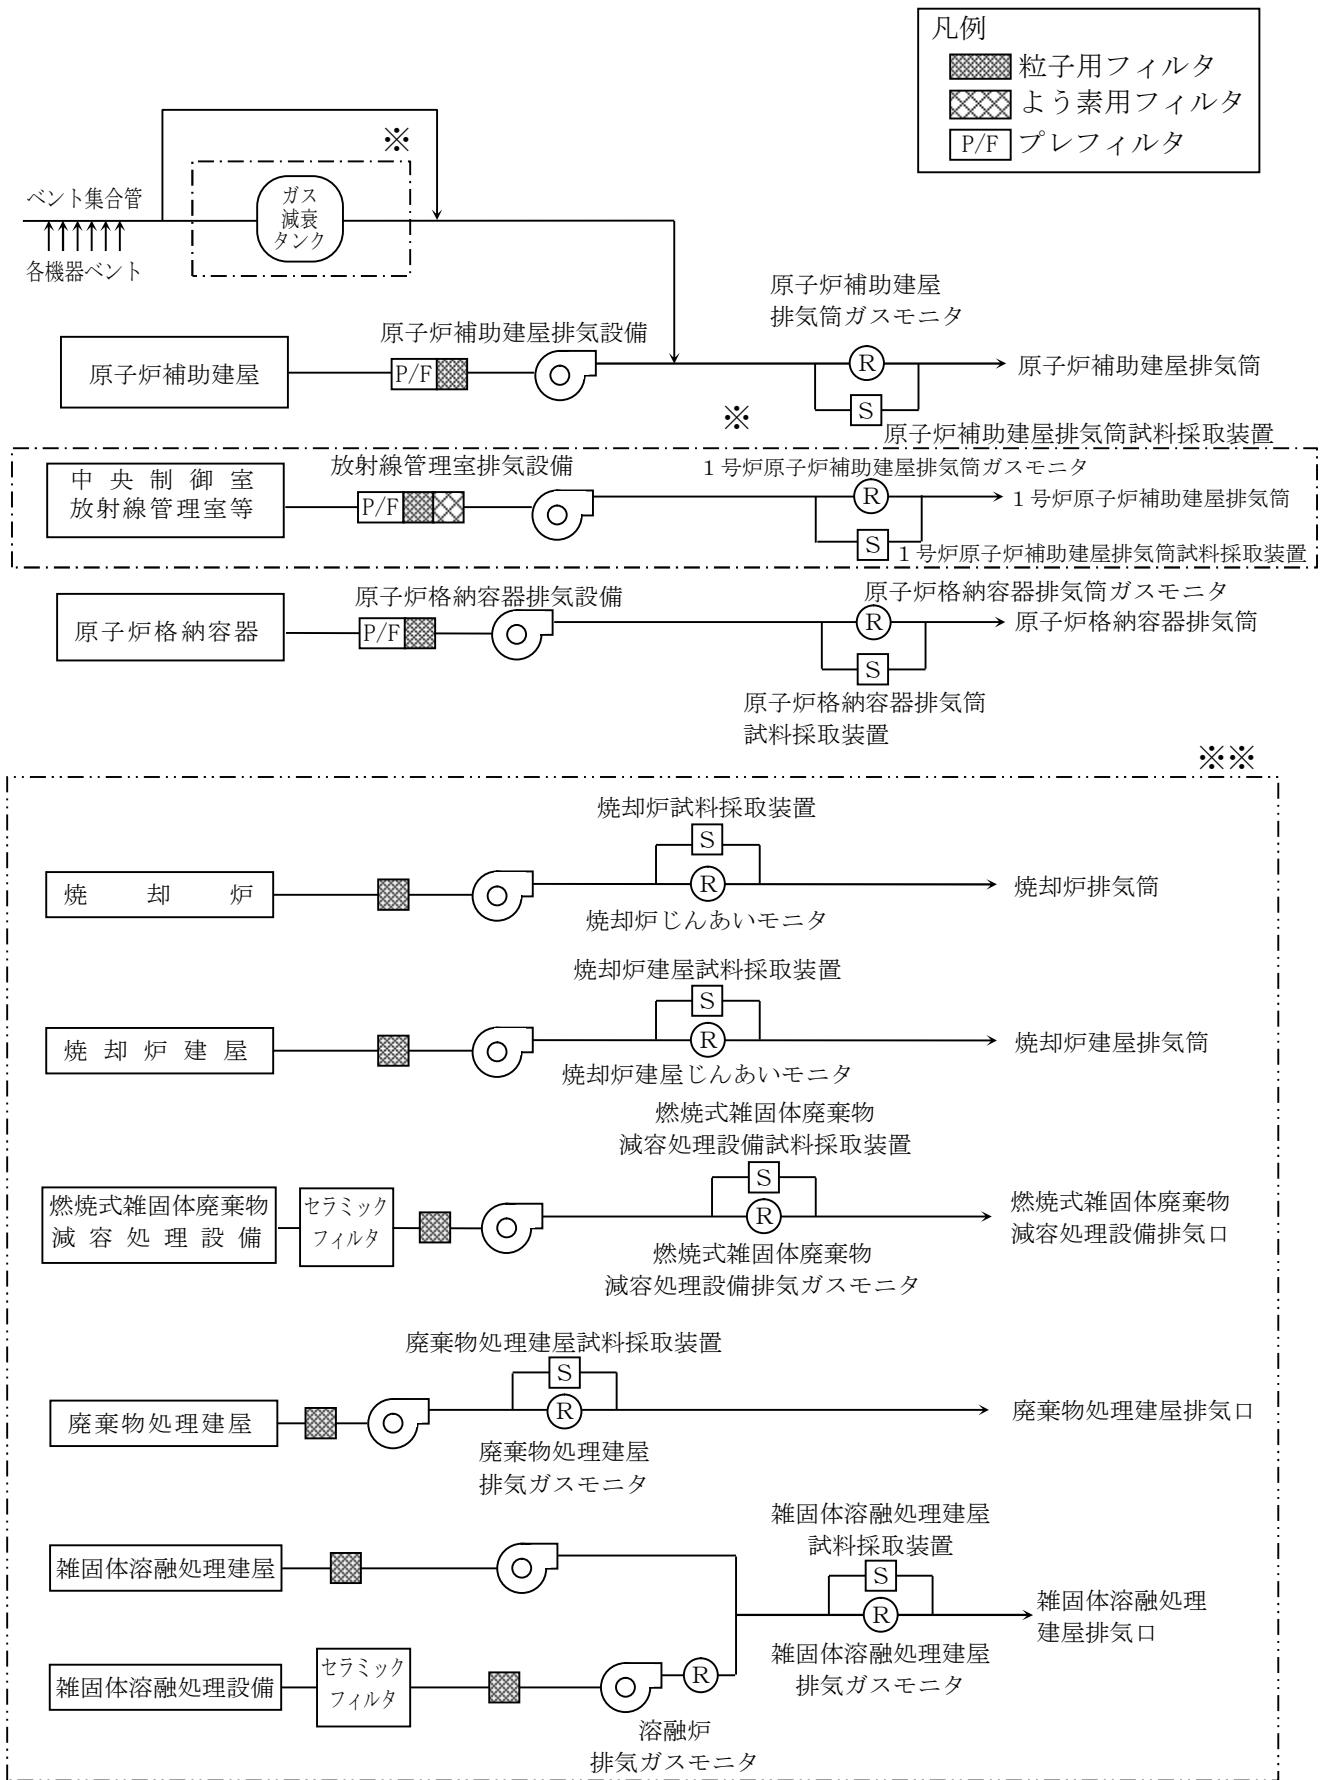 凡例
粒子用フィルタ
よう素用フィルタ
P/F プレフィルタ
※
ベント集合管
ガス
減衰
タンク
各機器ベント
原子炉補助建屋
排気筒ガスモニタ
原子炉補助建屋排気設備
原子炉補助建屋
P/F
R
原子炉補助建屋排気筒
S
※
原子炉補助建屋排気筒試料採取装置
中央制御室
放射線管理室等
放射線管理室排気設備
P/F
1号炉原子炉補助建屋排気筒ガスモニタ
R
1号炉原子炉補助建屋排気筒
S
1号炉原子炉補助建屋排気筒試料採取装置
原子炉格納容器排気設備
原子炉格納容器排気筒ガスモニタ
原子炉格納容器
P/F
R
原子炉格納容器排気筒
S
原子炉格納容器排気筒
試料採取装置
※※
焼却炉試料採取装置
S
焼却炉
R
焼却炉排気筒
焼却炉じんあいモニタ
焼却炉建屋試料採取装置
S
焼却炉建屋
R
焼却炉建屋排気筒
焼却炉建屋じんあいモニタ
燃焼式雑固体廃棄物
減容処理設備試料採取装置
S
燃焼式雑固体廃棄物
減容処理設備
セラミック
フィルタ
R
燃焼式雑固体廃棄物
減容処理設備排気口
燃焼式雑固体廃棄物
減容処理設備排気ガスモニタ
廃棄物処理建屋試料採取装置
S
廃棄物処理建屋
R
廃棄物処理建屋排気口
廃棄物処理建屋
排気ガスモニタ
雑固体溶融処理建屋
試料採取装置
雑固体溶融処理建屋
S
R
雑固体溶融処理
建屋排気口
雑固体溶融処理建屋
排気ガスモニタ
雑固体溶融処理設備
セラミック
フィルタ
R
溶融炉
排気ガスモニタ